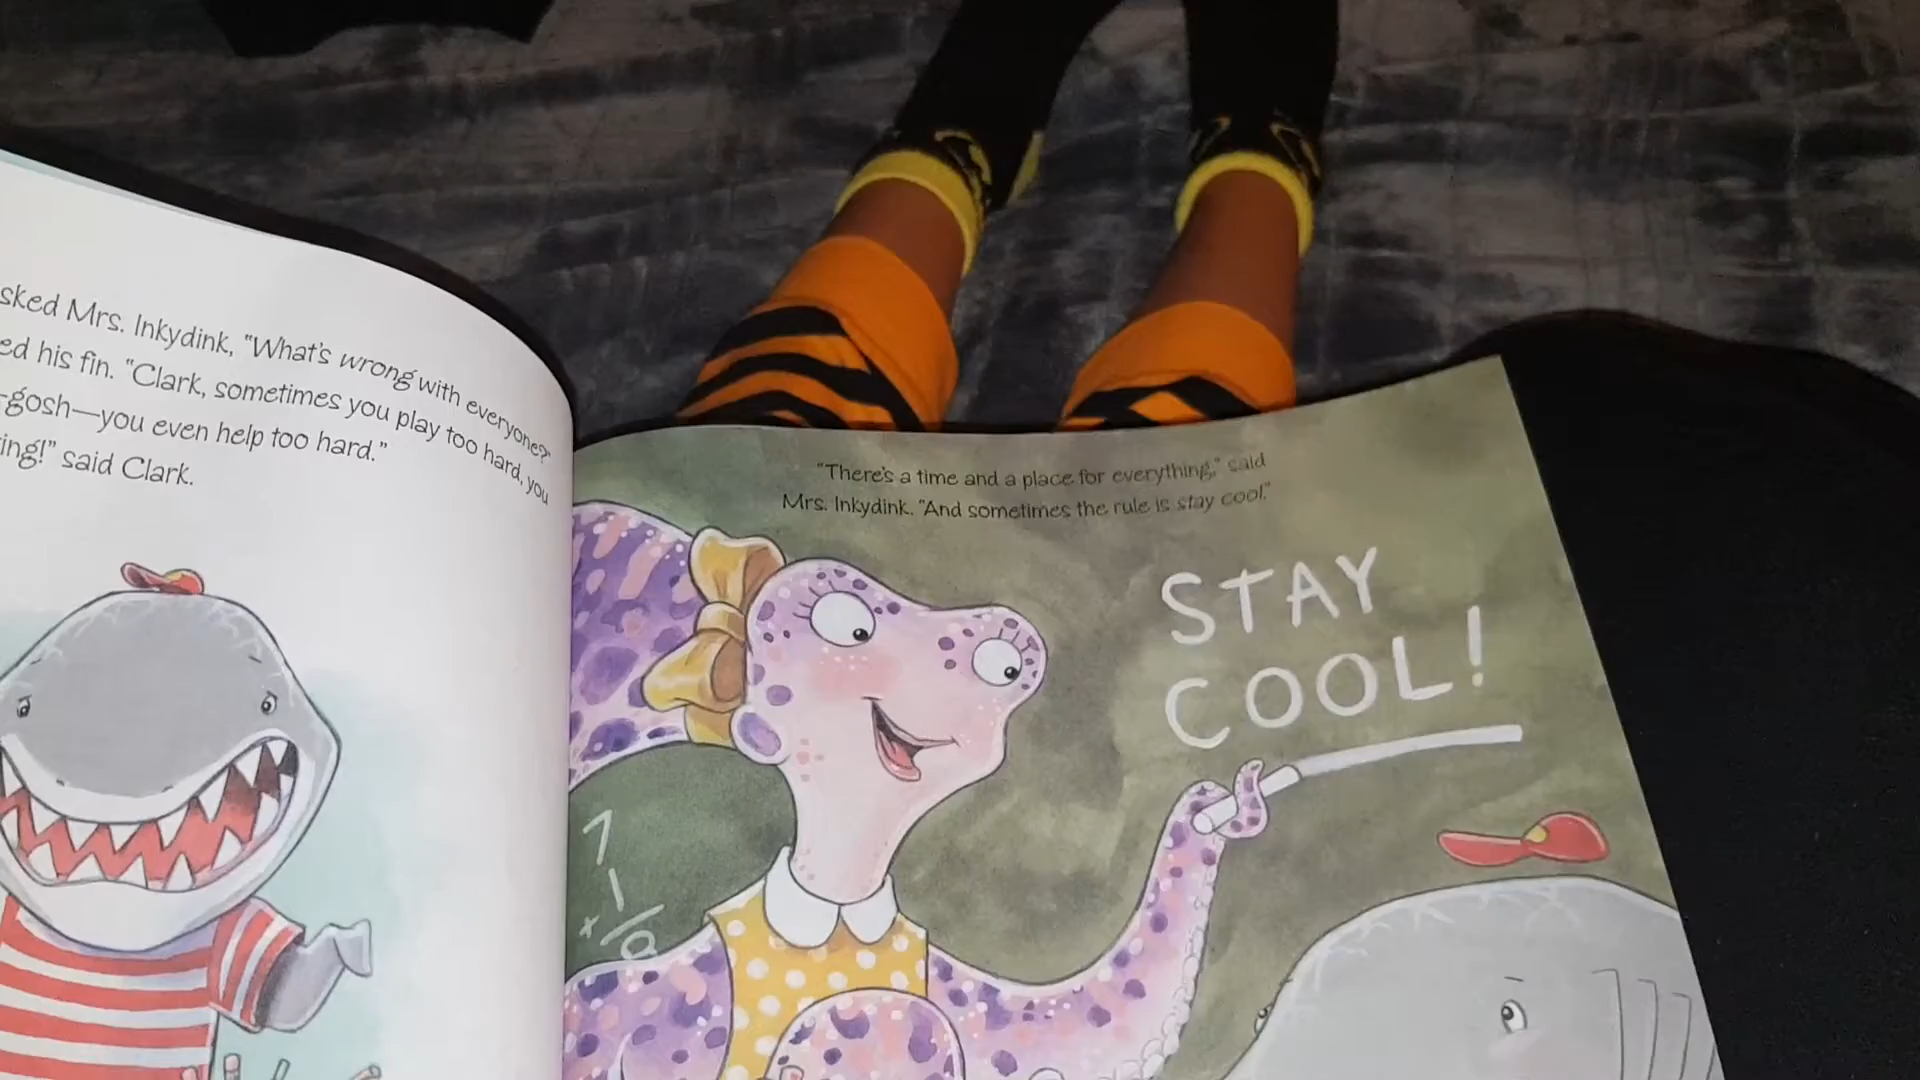 sked Mrs. Inkydink, "What's wrong with everyone?"
ed his fin. "Clark, sometimes you play too hard, you
-gosh—you even help too hard."
ing!" said Clark.
"There's a time and a place for everything," said
Mrs. Inkydink. "And sometimes the rule is stay cool."
STAY
COOL!
7
1
+